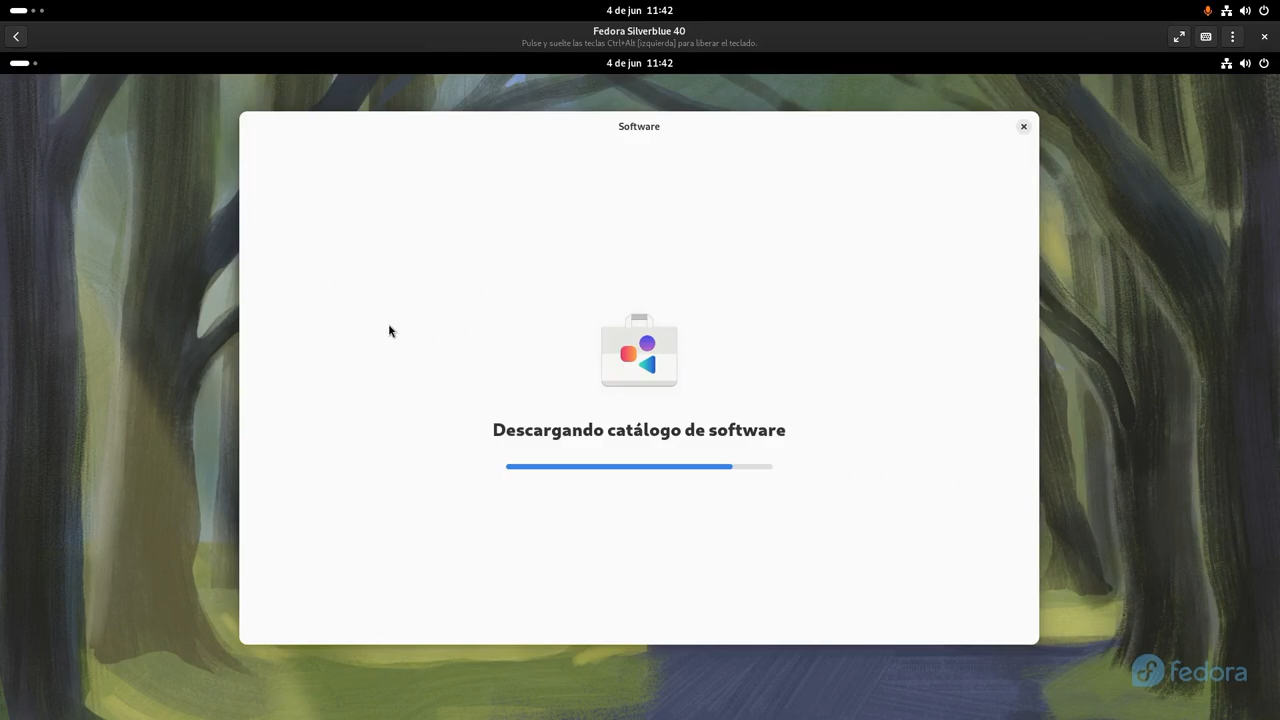 4 de jun 11:42
Fedora Silverblue 40
Pulse y suelte las teclas Ctrl+Alt [izquierda] para liberar el teclado.
4 de jun 11:42
Software
Descargando catálogo de software
fedora